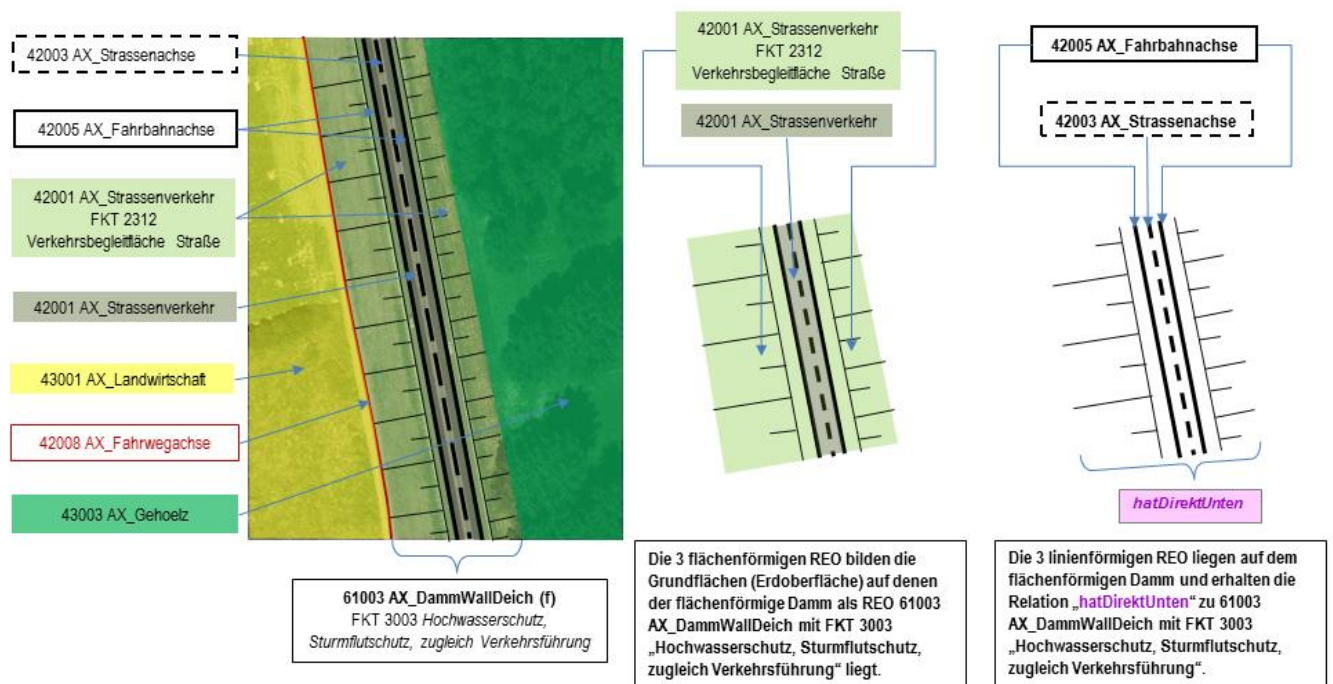 42003 AX_Strassenachse
42005 AX_Fahrbahnachse
42001 AX_Strassenverkehr
FKT 2312
Verkehrsbegleitfläche Straße
42001 AX_Strassenverkehr
43001 AX_Landwirtschaft
42008 AX_Fahrwegachse
43003 AX_Gehoelz
61003 AX_DammWallDeich (f)
FKT 3003 Hochwasserschutz,
Sturmflutschutz, zugleich Verkehrsführung
42001 AX_Strassenverkehr
FKT 2312
Verkehrsbegleitfläche Straße
42001 AX_Strassenverkehr
Die 3 flächenförmigen REO bilden die
Grundflächen (Erdoberfläche) auf denen
der flächenförmige Damm als REO 61003
AX_DammWallDeich mit FKT 3003
„Hochwasserschutz, Sturmflutschutz,
zugleich Verkehrsführung“ liegt.
42005 AX_Fahrbahnachse
42003 AX_Strassenachse
hatDirektUnten
Die 3 linienförmigen REO liegen auf dem
flächenförmigen Damm und erhalten die
Relation „hatDirektUnten“ zu 61003
AX_DammWallDeich mit FKT 3003
„Hochwasserschutz, Sturmflutschutz,
zugleich Verkehrsführung“.